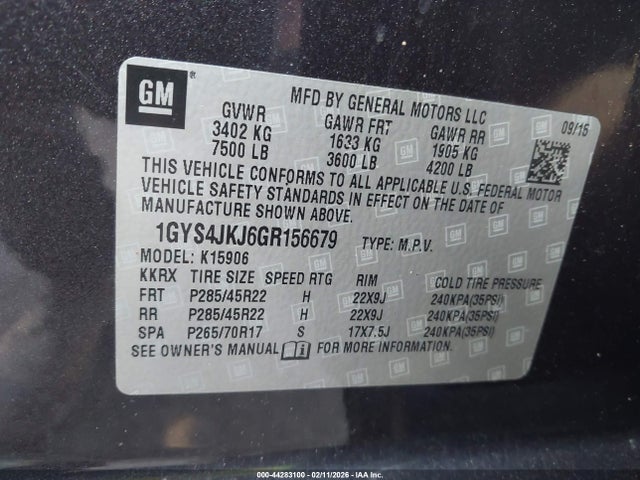 GM
MFD BY GENERAL MOTORS LLC
GVWR GAWR FRT GAWR RR 09/15
3402 KG 1633 KG 1905 KG
7500 LB 3600 LB 4200 LB
THIS VEHICLE CONFORMS TO ALL APPLICABLE U.S. FEDERAL MOTOR
VEHICLE SAFETY STANDARDS IN EFFECT ON THE DATE OF
MANUFACTURE SHOWN ABOVE.
1GYS4JKJ6GR156679 TYPE: M.P.V.
MODEL: K15906
KKRX TIRE SIZE SPEED RTG RIM COLD TIRE PRESSURE
FRT P285/45R22 H 22X9J 240KPA(35PSI)
RR P285/45R22 H 22X9J 240KPA(35PSI)
SPA P265/70R17 S 17X7.5J 240KPA(35PSI)
SEE OWNER'S MANUAL FOR MORE INFORMATION.
000-44283100 - 02/11/2026 - IAA Inc.